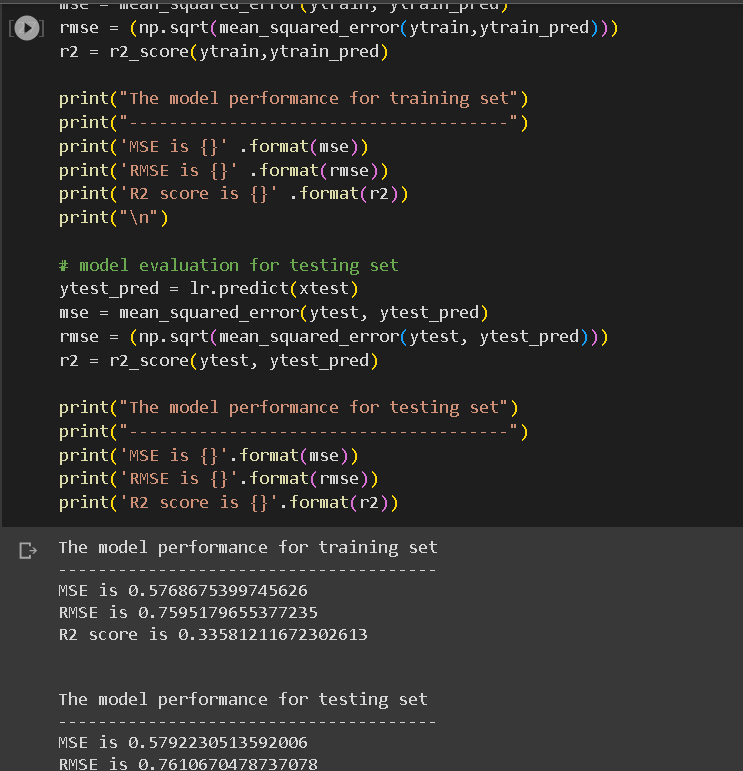 mse = mean_squared_error(ytrain, ytrain_pred)
rmse = (np.sqrt(mean_squared_error(ytrain,ytrain_pred)))
r2 = r2_score(ytrain,ytrain_pred)
print("The model performance for training set")
print("--------------------------------------")
print('MSE is {}' .format(mse))
print('RMSE is {}' .format(rmse))
print('R2 score is {}' .format(r2))
print("\n")
# model evaluation for testing set
ytest_pred = lr.predict(xtest)
mse = mean_squared_error(ytest, ytest_pred)
rmse = (np.sqrt(mean_squared_error(ytest, ytest_pred)))
r2 = r2_score(ytest, ytest_pred)
print("The model performance for testing set")
print("--------------------------------------")
print('MSE is {}'.format(mse))
print('RMSE is {}'.format(rmse))
print('R2 score is {}'.format(r2))
The model performance for training set
--------------------------------------
MSE is 0.5768675399745626
RMSE is 0.7595179655377235
R2 score is 0.33581211672302613
The model performance for testing set
--------------------------------------
MSE is 0.5792230513592006
RMSE is 0.7610670478737078